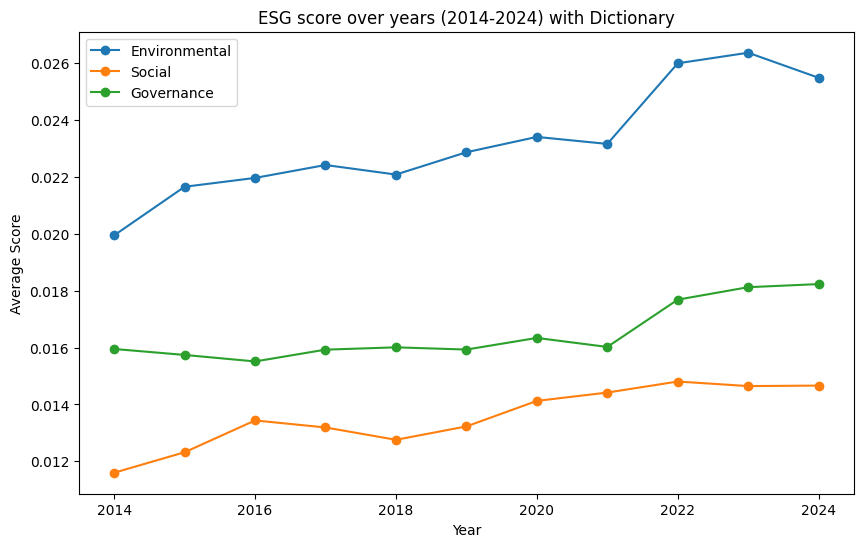 ESG score over years (2014-2024) with Dictionary
Environmental
Social
Governance
0.026
0.024
0.022
0.020
0.018
0.016
0.014
0.012
Average Score
2014 2016 2018 2020 2022 2024
Year